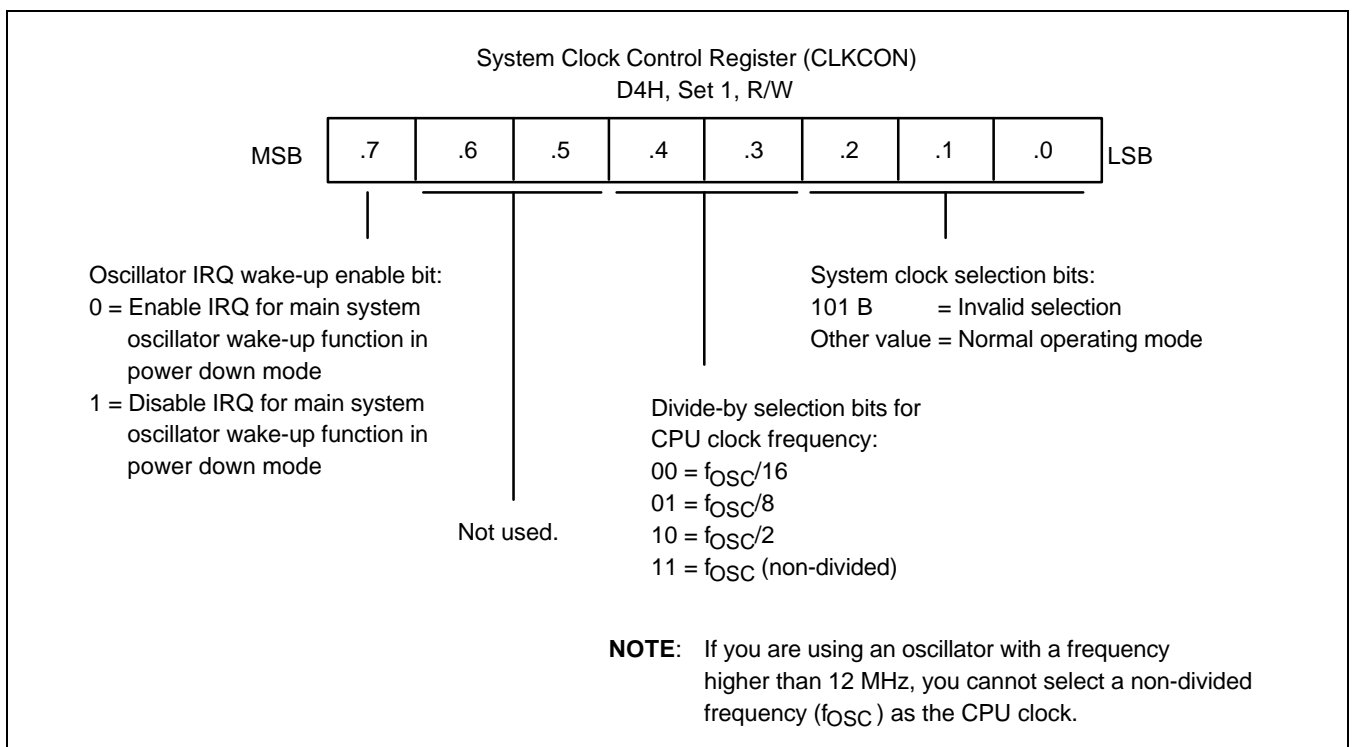 System Clock Control Register (CLKCON)
D4H, Set 1, R/W
MSB .7 .6 .5 .4 .3 .2 .1 .0 LSB
Oscillator IRQ wake-up enable bit:
0 = Enable IRQ for main system
oscillator wake-up function in
power down mode
1 = Disable IRQ for main system
oscillator wake-up function in
power down mode
Not used.
Divide-by selection bits for
CPU clock frequency:
00 = fOSC/16
01 = fOSC/8
10 = fOSC/2
11 = fOSC (non-divided)
System clock selection bits:
101 B = Invalid selection
Other value = Normal operating mode
NOTE: If you are using an oscillator with a frequency
higher than 12 MHz, you cannot select a non-divided
frequency (fOSC ) as the CPU clock.